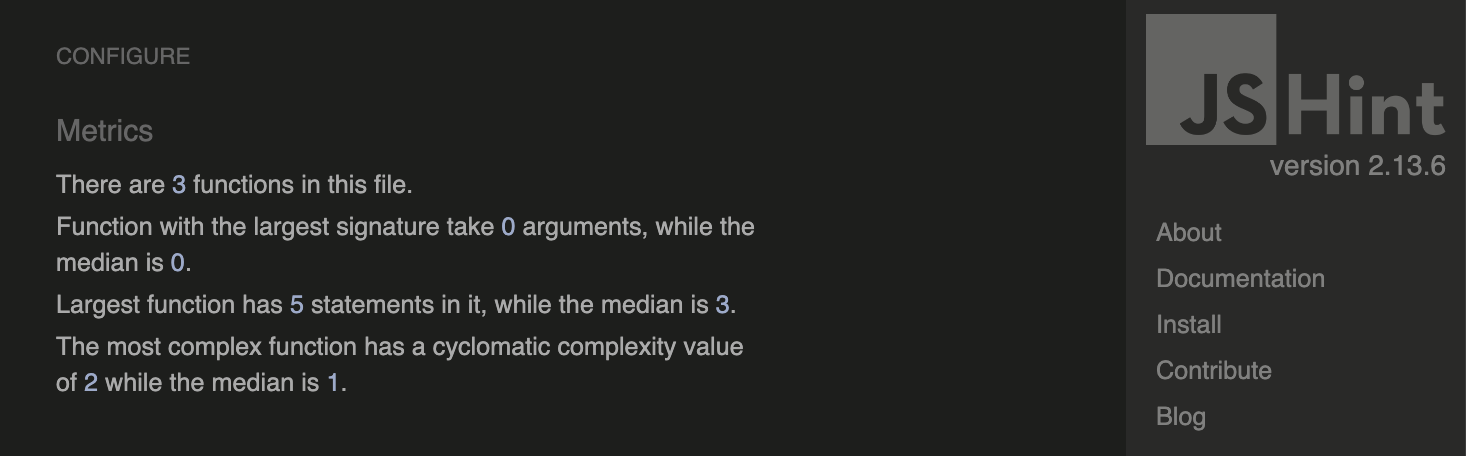 CONFIGURE
Metrics
There are 3 functions in this file.
Function with the largest signature take 0 arguments, while the
median is 0.
Largest function has 5 statements in it, while the median is 3.
The most complex function has a cyclomatic complexity value
of 2 while the median is 1.
JSHint
version 2.13.6
About
Documentation
Install
Contribute
Blog